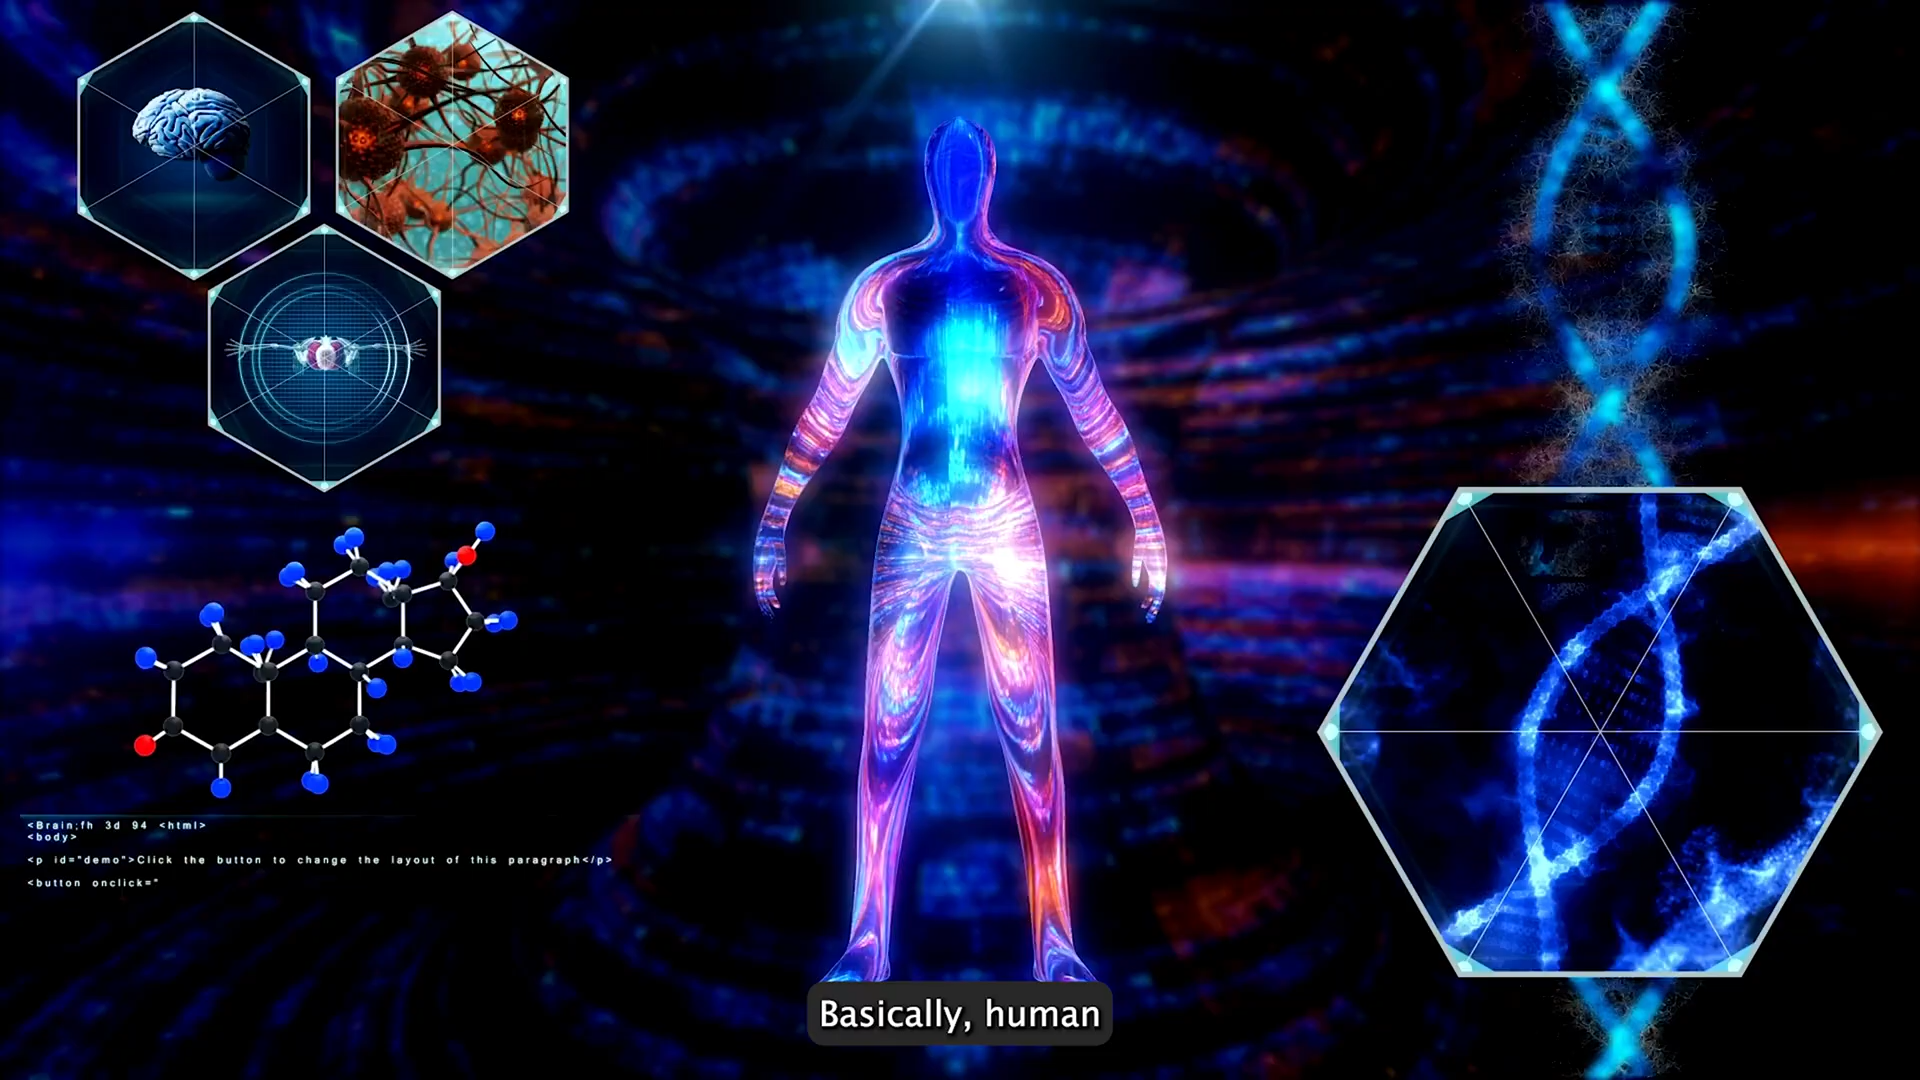 <Brain;fh 3d 94 <html>
<body>
<p id="demo">Click the button to change the layout of this paragraph</p>
<button onclick="
Basically, human